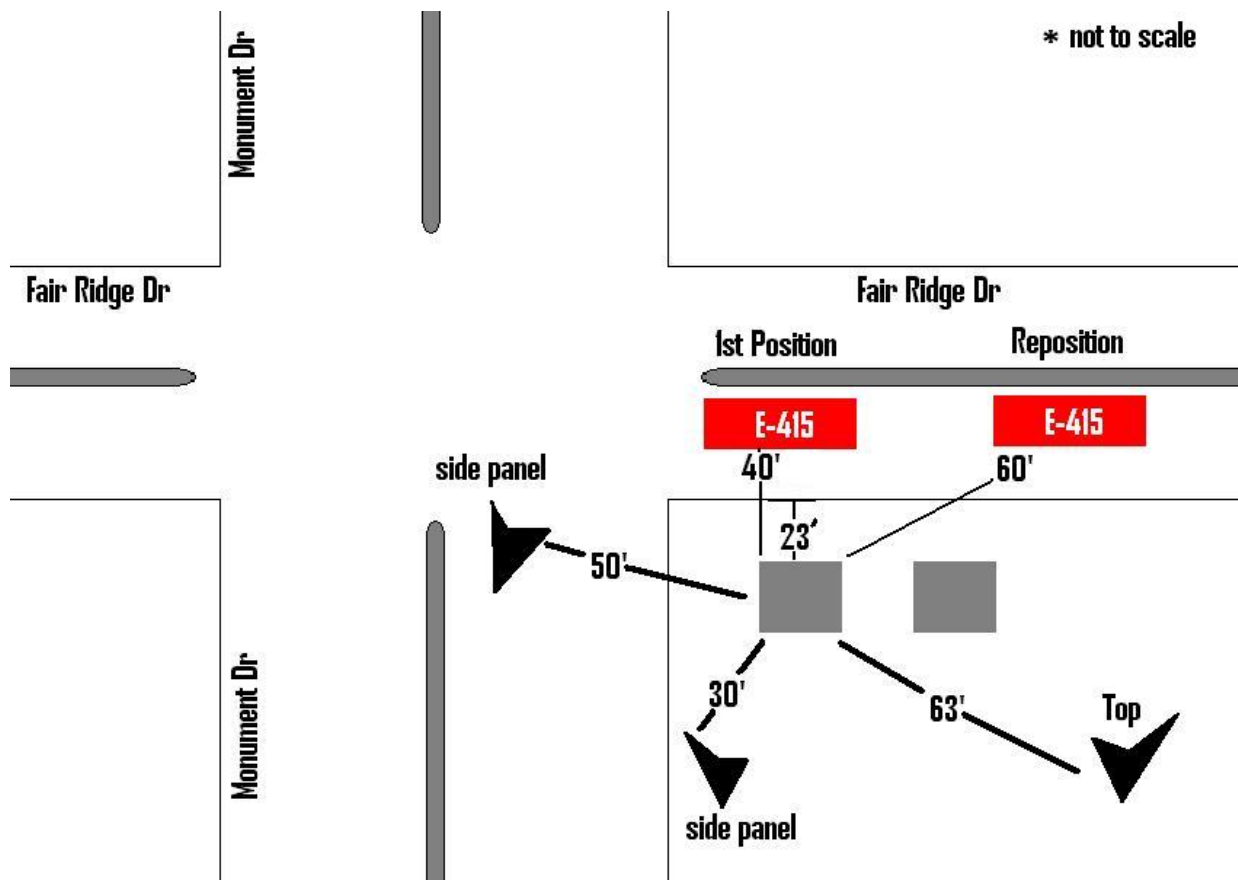 * not to scale
Monument Dr
Fair Ridge Dr
Fair Ridge Dr
1st Position
Reposition
E-415
E-415
40'
60'
side panel
23'
50'
30'
63'
Top
Monument Dr
side panel